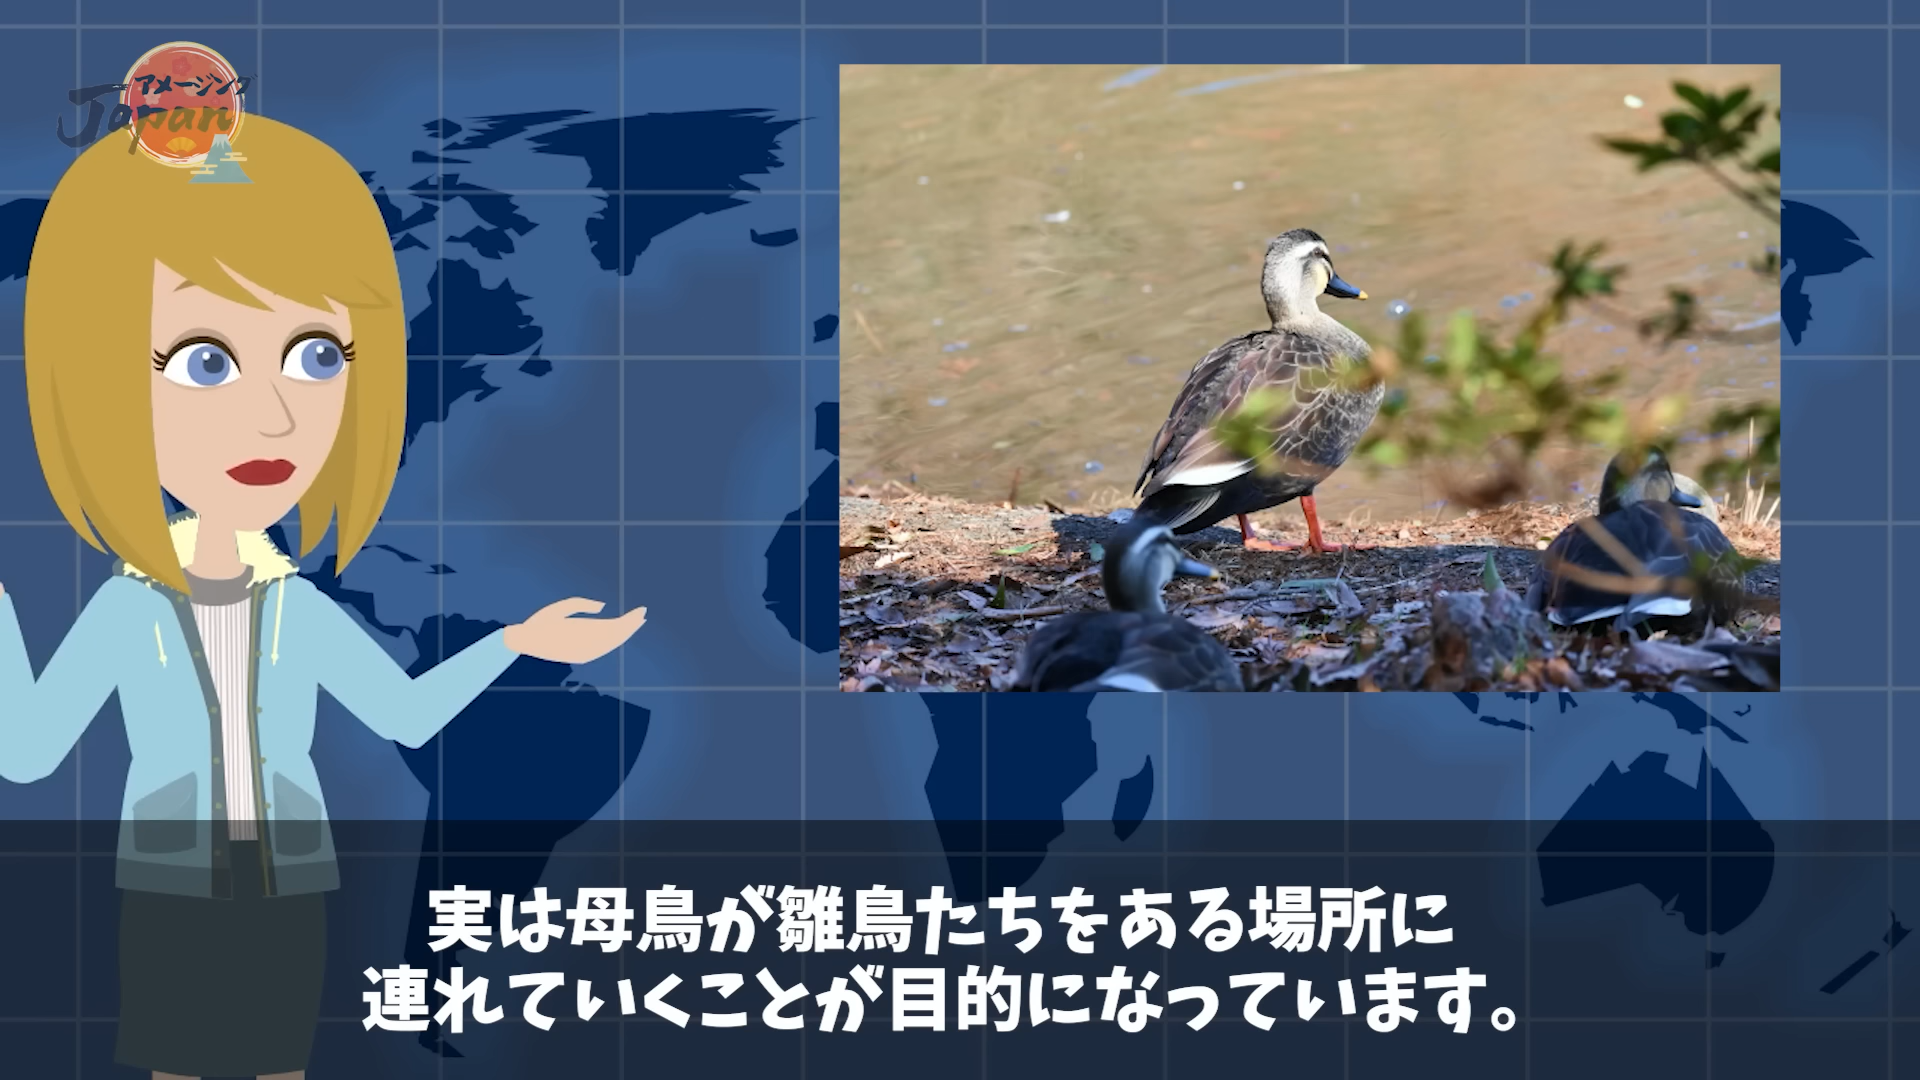 アメージング
Japan
実は母鳥が雛鳥たちをある場所に
連れていくことが目的になっています。